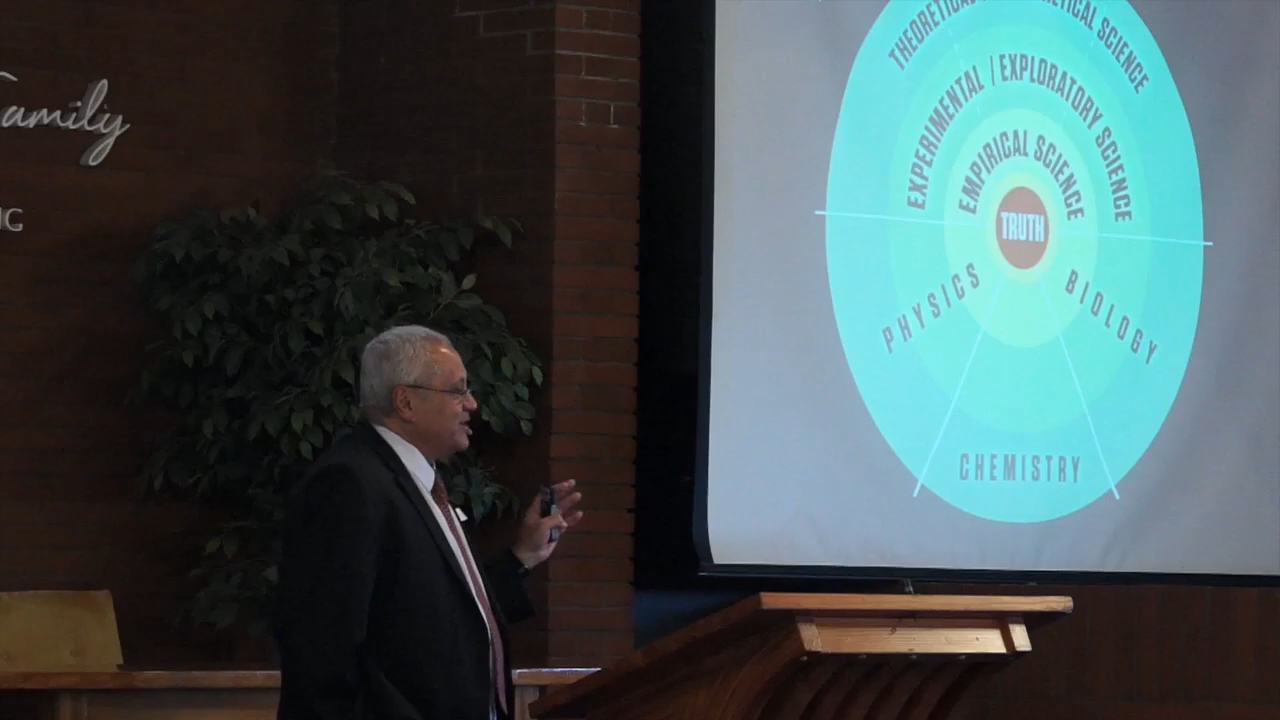 Family
THEORETICAL
SCIENCE
EXPERIMENTAL | EXPLORATORY SCIENCE
EMPIRICAL SCIENCE
TRUTH
PHYSICS
BIOLOGY
CHEMISTRY